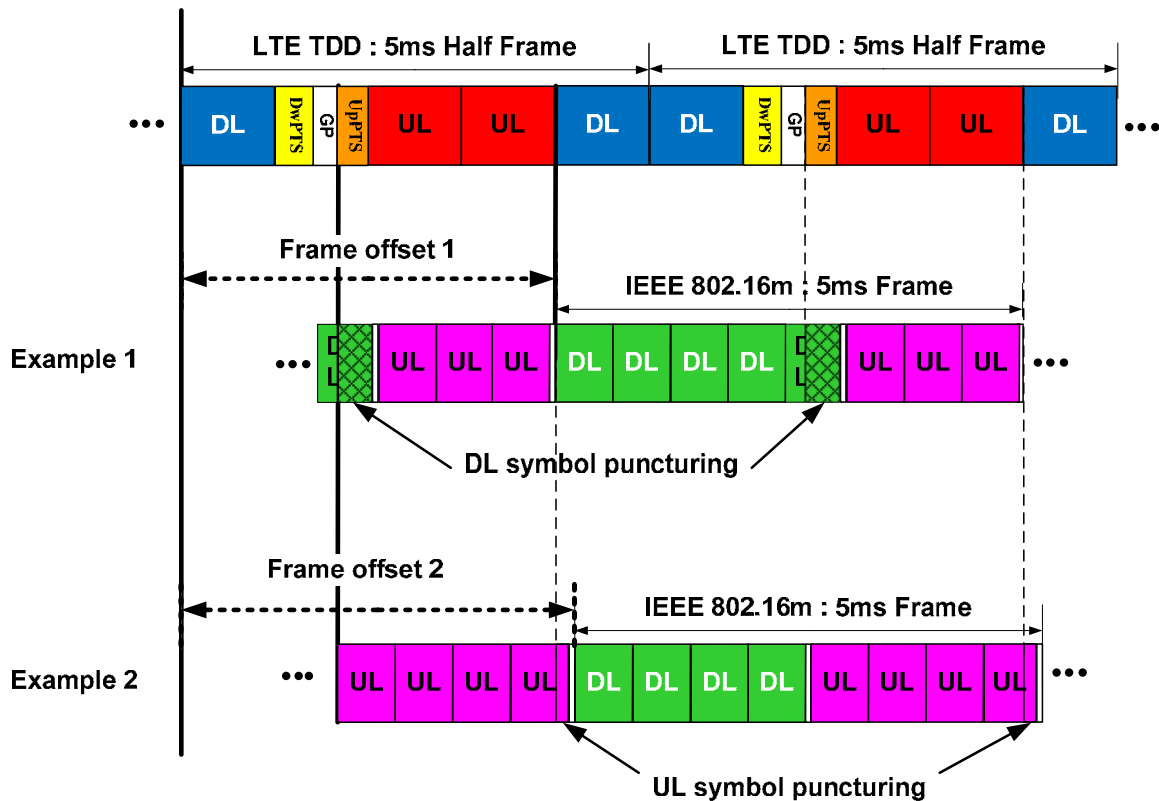 LTE TDD : 5ms Half Frame LTE TDD : 5ms Half Frame
••• DL DwPTS GP UpPTS UL UL DL DL DwPTS GP UpPTS UL UL DL •••
Frame offset 1
IEEE 802.16m : 5ms Frame
Example 1 ••• DL UL UL UL DL DL DL DL DL UL UL UL •••
DL symbol puncturing
Frame offset 2
IEEE 802.16m : 5ms Frame
Example 2 ••• UL UL UL UL DL DL DL DL UL UL UL UL •••
UL symbol puncturing